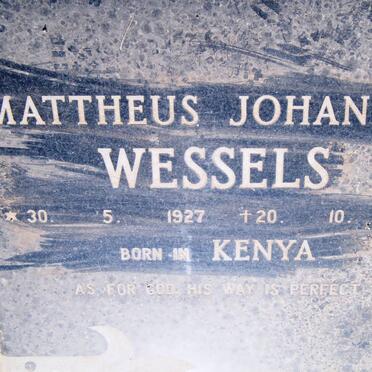 MATTHEUS JOHAN
WESSELS
* 30. 5. 1927 † 20. 10.
BORN IN KENYA
AS FOR GOD HIS WAY IS PERFECT